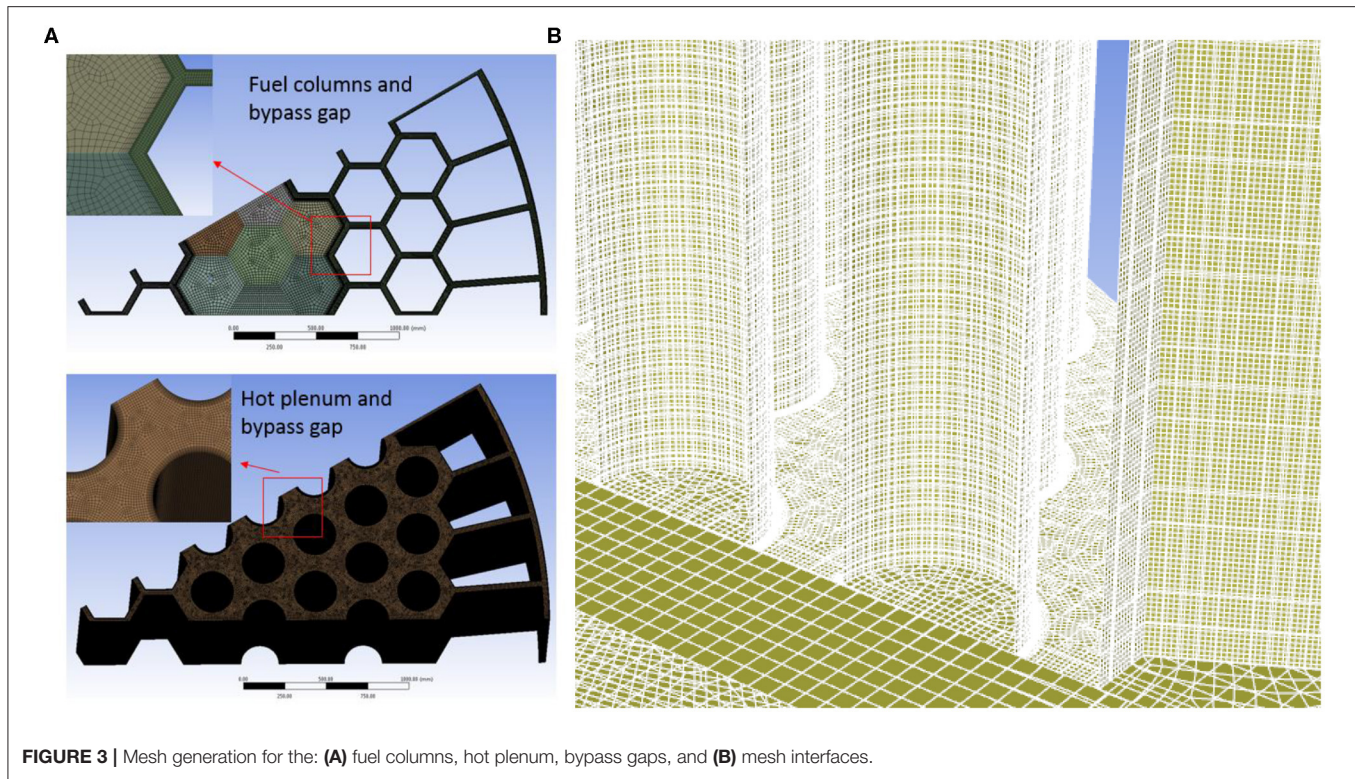 A
B
Fuel columns and
bypass gap
0.00 500.00 1000.00 (mm)
250.00 750.00
Hot plenum and
bypass gap
0.00 500.00 1000.00 (mm)
250.00 750.00
FIGURE 3 | Mesh generation for the: (A) fuel columns, hot plenum, bypass gaps, and (B) mesh interfaces.